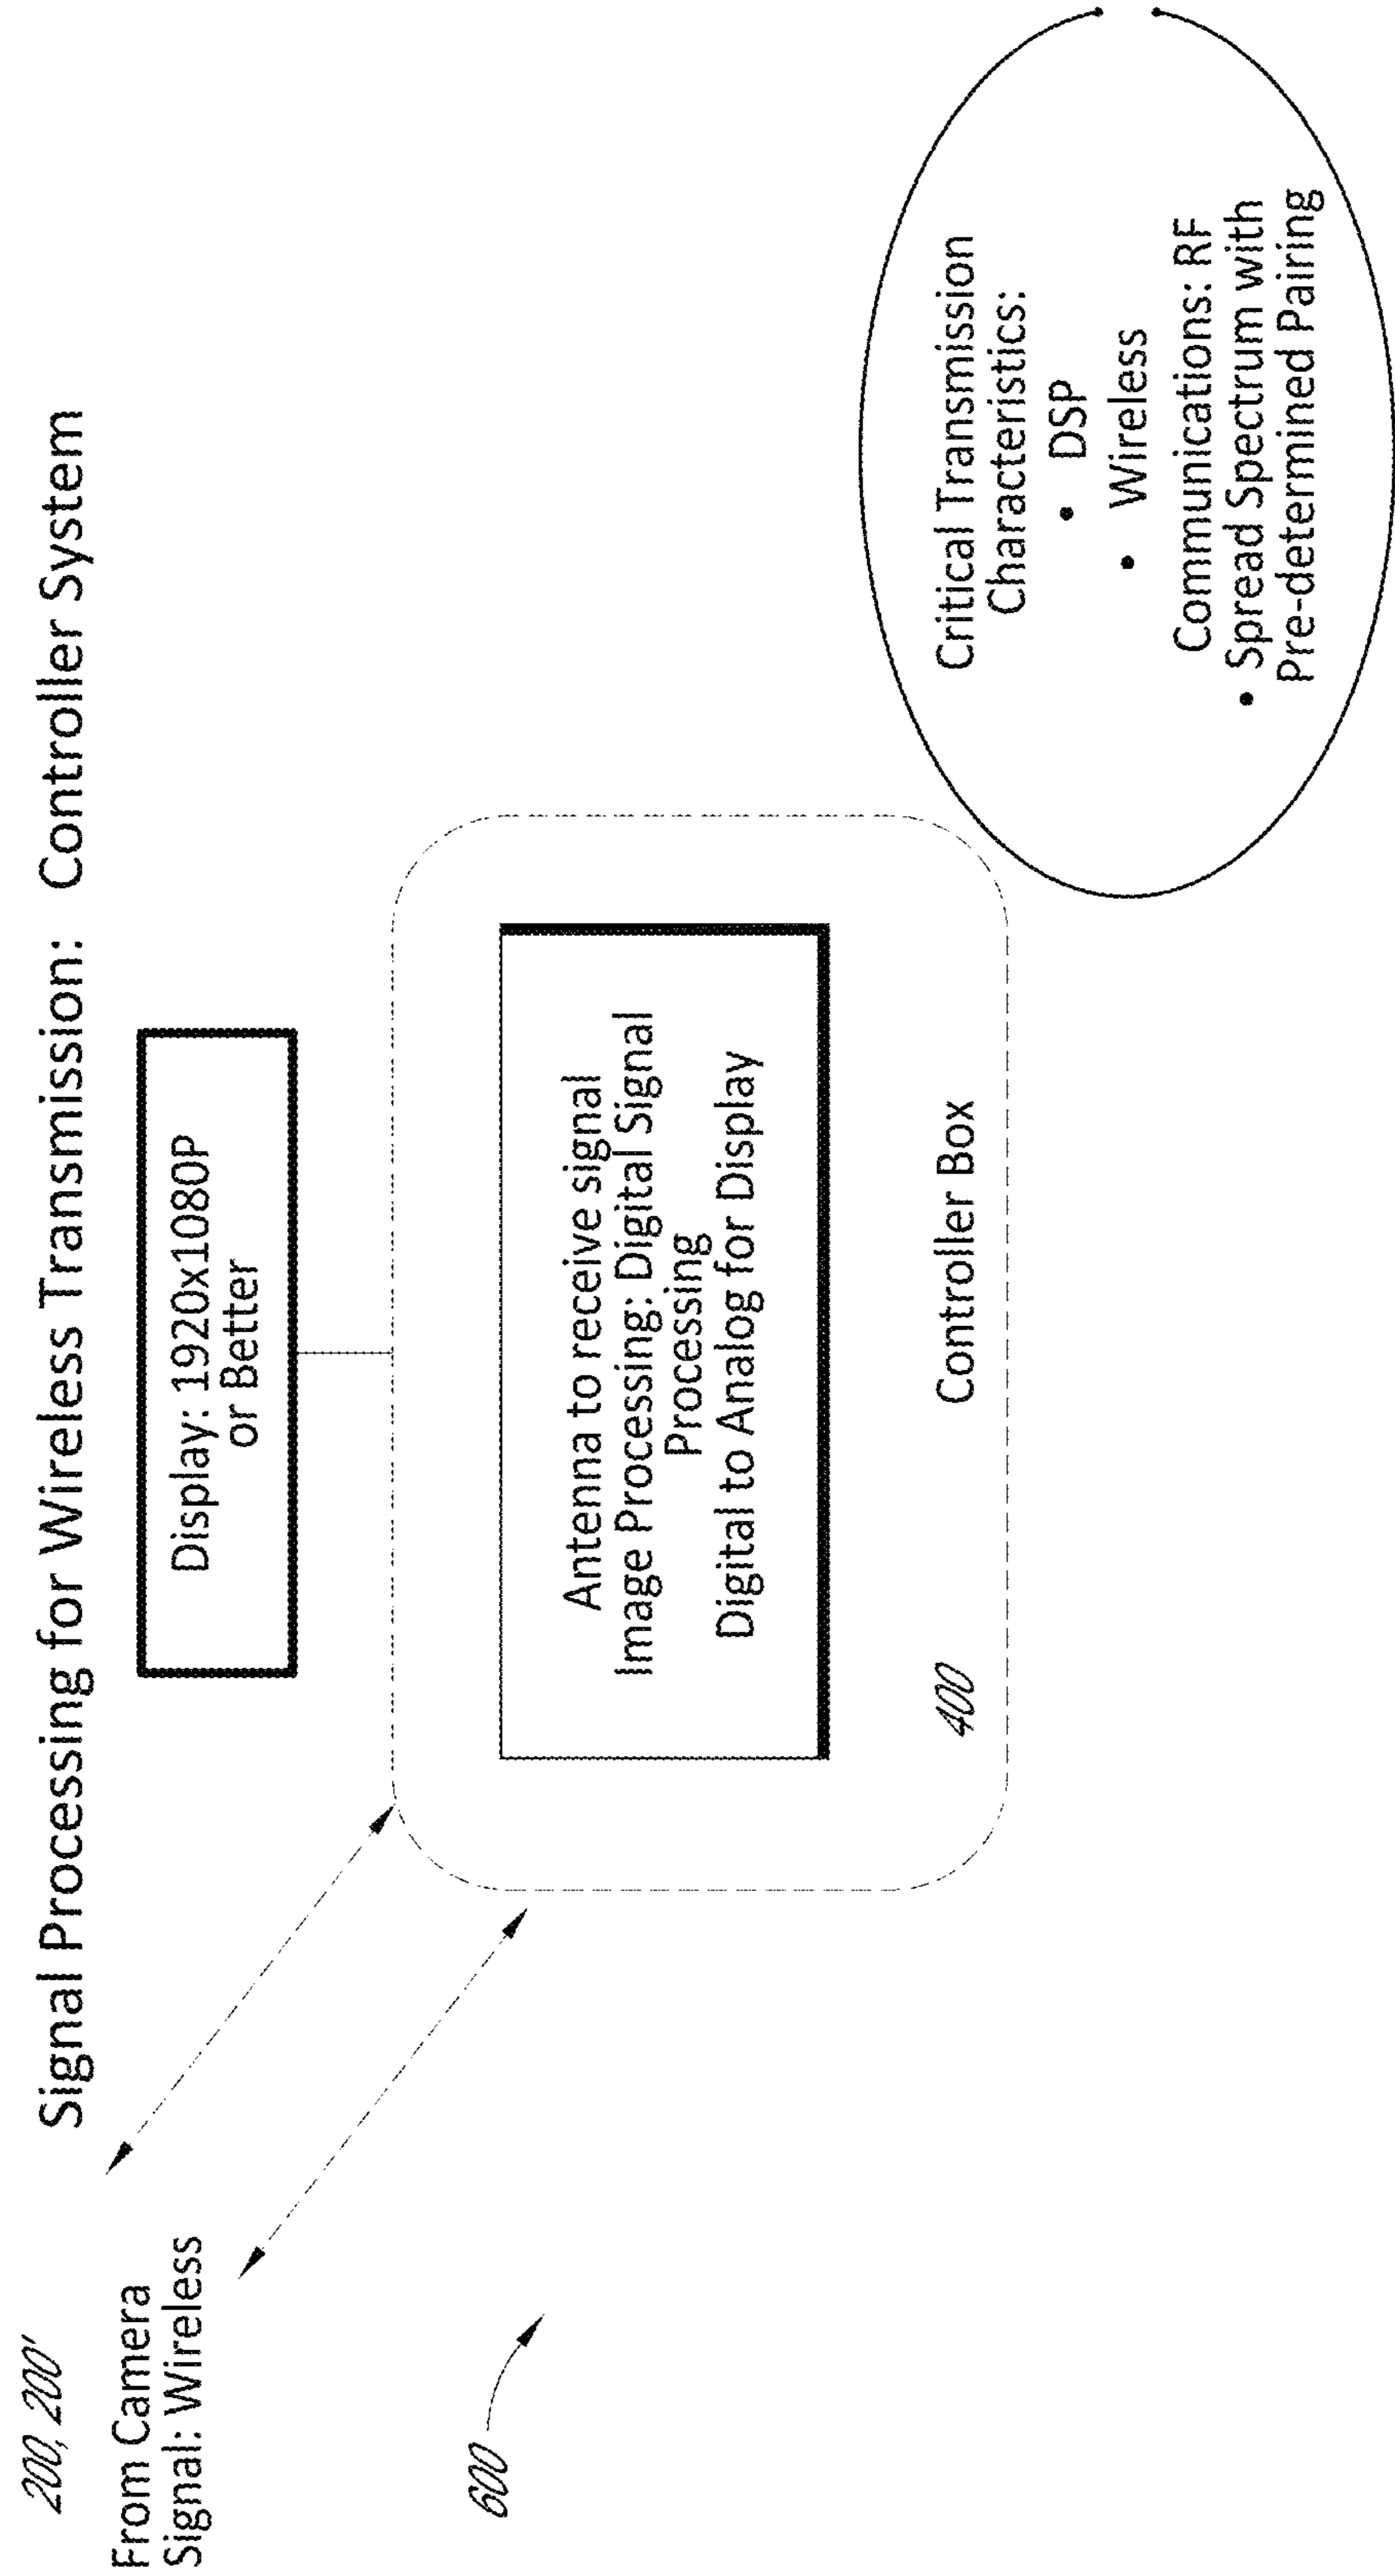 200, 200'
Signal Processing for Wireless Transmission: Controller System
From Camera
Signal: Wireless
Display: 1920x1080P
or Better
600
Antenna to receive signal
Image Processing: Digital Signal
Processing
Digital to Analog for Display
400
Controller Box
Critical Transmission
Characteristics:
• DSP
• Wireless
Communications: RF
• Spread Spectrum with
Pre-determined Pairing